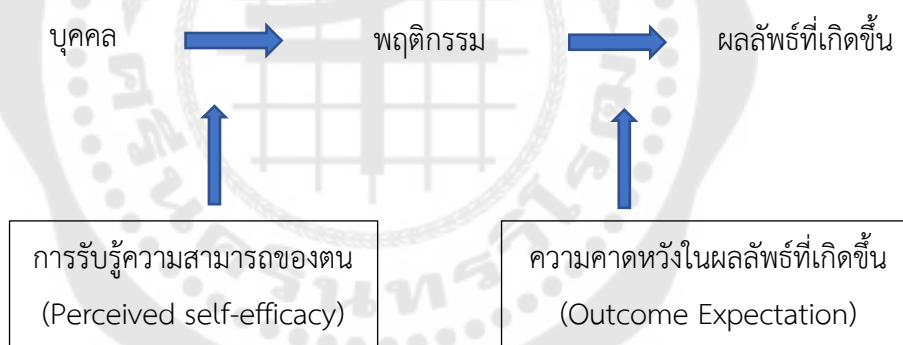 บุคคล
พฤติกรรม
ผลลัพธ์ที่เกิดขึ้น
การรับรู้ความสามารถของตน
(Perceived self-efficacy)
ความคาดหวังในผลลัพธ์ที่เกิดขึ้น
(Outcome Expectation)